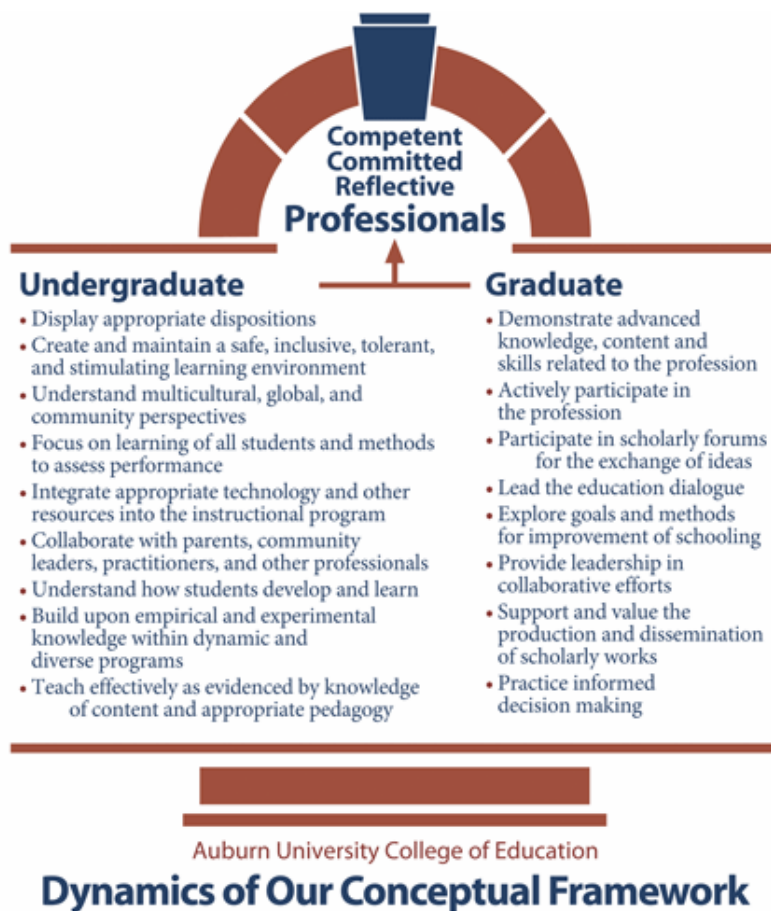 Competent
Committed
Reflective
Professionals
Undergraduate
• Display appropriate dispositions
• Create and maintain a safe, inclusive, tolerant,
and stimulating learning environment
• Understand multicultural, global, and
community perspectives
• Focus on learning of all students and methods
to assess performance
• Integrate appropriate technology and other
resources into the instructional program
• Collaborate with parents, community
leaders, practitioners, and other professionals
• Understand how students develop and learn
• Build upon empirical and experimental
knowledge within dynamic and
diverse programs
• Teach effectively as evidenced by knowledge
of content and appropriate pedagogy
Graduate
• Demonstrate advanced
knowledge, content and
skills related to the profession
• Actively participate in
the profession
• Participate in scholarly forums
for the exchange of ideas
• Lead the education dialogue
• Explore goals and methods
for improvement of schooling
• Provide leadership in
collaborative efforts
• Support and value the
production and dissemination
of scholarly works
• Practice informed
decision making
Auburn University College of Education
Dynamics of Our Conceptual Framework